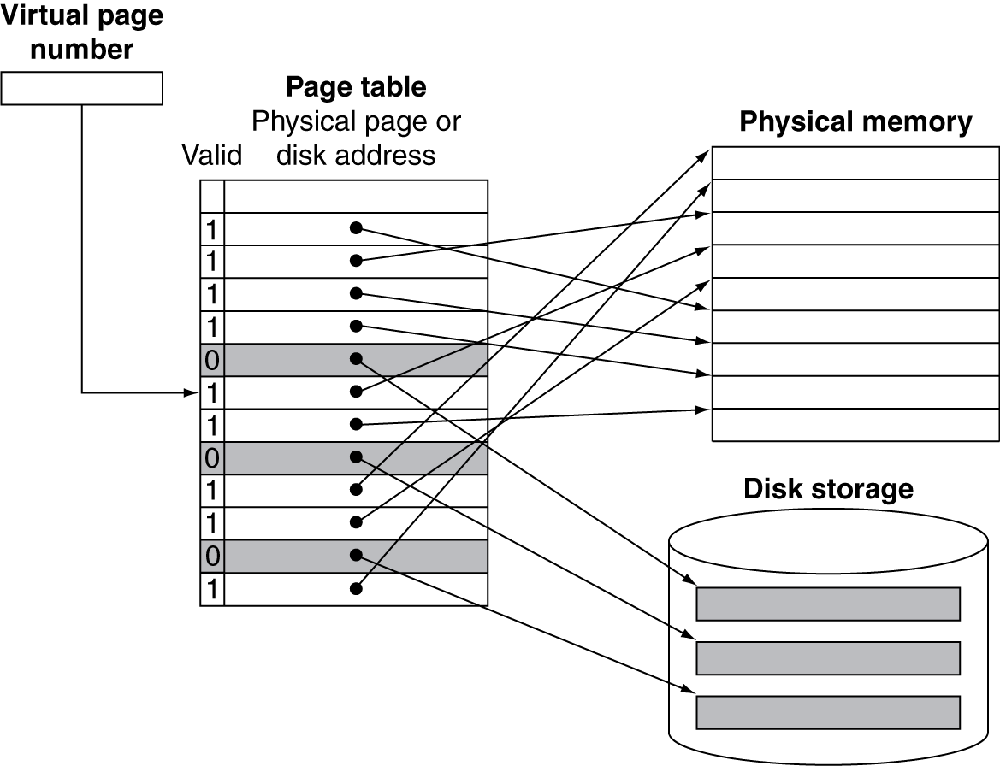 Virtual page
number
Page table
Physical page or
Valid disk address
Physical memory
1
1
1
1
0
1
1
0
1
1
0
1
Disk storage